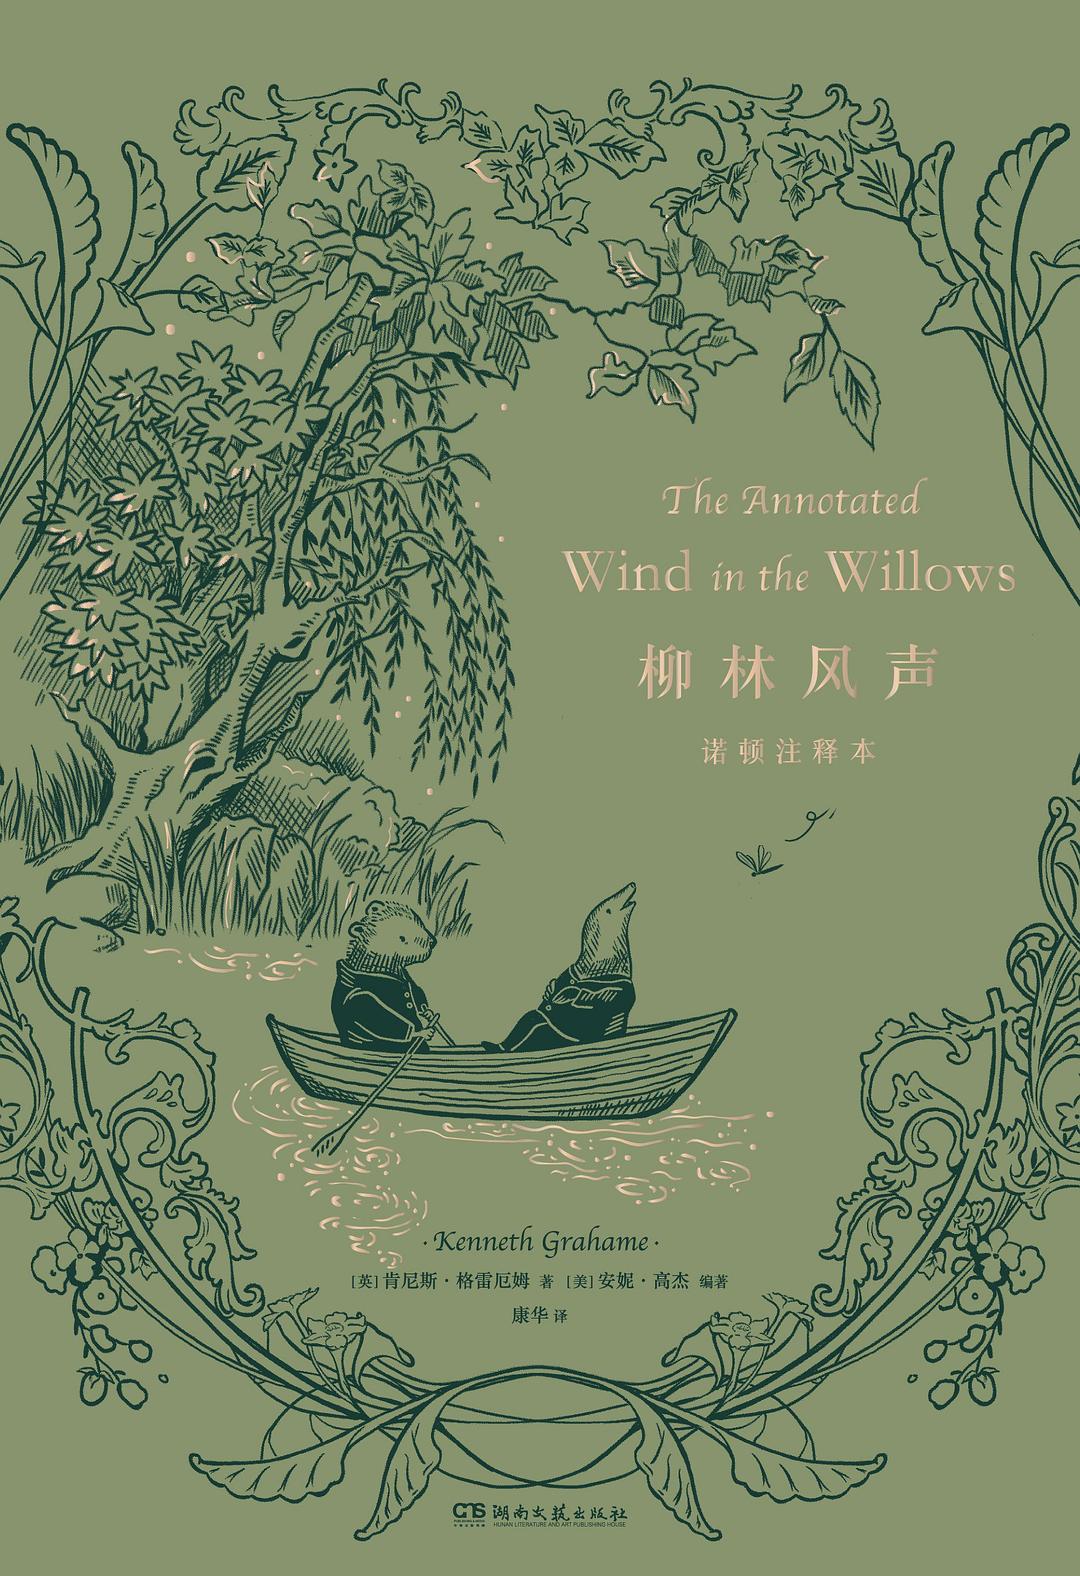 The Annotated
Wind in the Willows
柳林风声
诺顿注释本
·Kenneth Grahame·
[英]肯尼斯·格雷厄姆 著 [美]安妮·高杰 编著
康华 译
CNS 湖南文艺出版社
HUNAN LITERATURE AND ART PUBLISHING HOUSE